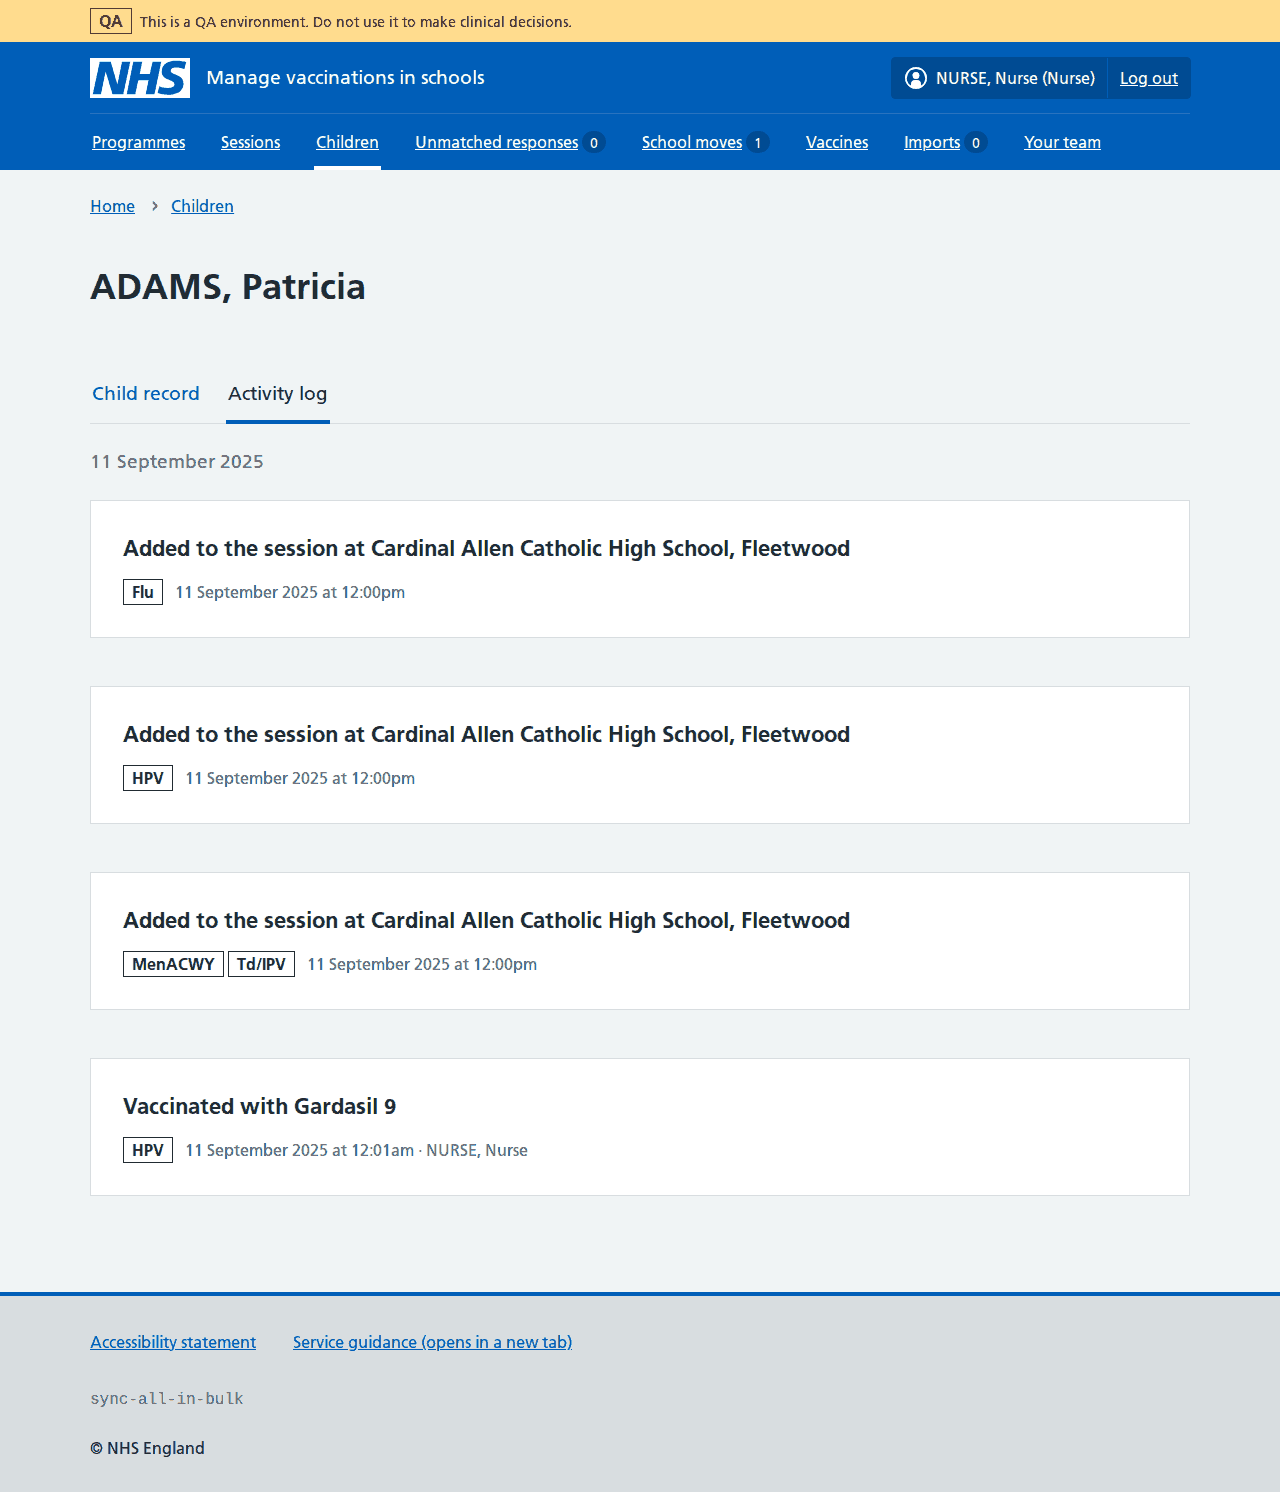 QA This is a QA environment. Do not use it to make clinical decisions.
NHS Manage vaccinations in schools NURSE, Nurse (Nurse) Log out
Programmes Sessions Children Unmatched responses 0 School moves 1 Vaccines Imports 0 Your team
Home › Children
ADAMS, Patricia
Child record Activity log
11 September 2025
Added to the session at Cardinal Allen Catholic High School, Fleetwood
Flu 11 September 2025 at 12:00pm
Added to the session at Cardinal Allen Catholic High School, Fleetwood
HPV 11 September 2025 at 12:00pm
Added to the session at Cardinal Allen Catholic High School, Fleetwood
MenACWY Td/IPV 11 September 2025 at 12:00pm
Vaccinated with Gardasil 9
HPV 11 September 2025 at 12:01am · NURSE, Nurse
Accessibility statement Service guidance (opens in a new tab)
sync-all-in-bulk
© NHS England